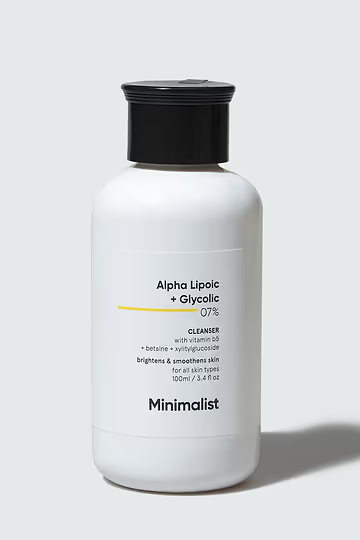 Alpha Lipoic
+ Glycolic
07%
CLEANSER
with vitamin b5
+ betaine + xylitylglucoside
brightens & smoothens skin
for all skin types
100ml / 3.4 fl oz
Minimalist